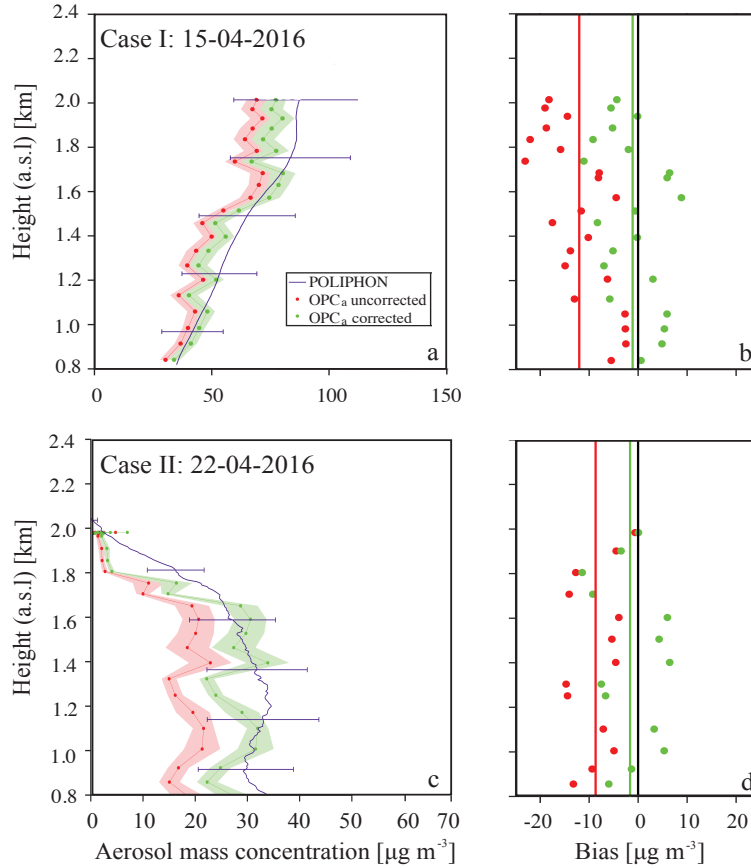 Case I: 15-04-2016
Height (a.s.l) [km]
2.4
2.2
2.0
1.8
1.6
1.4
1.2
1.0
0.8
POLIPHON
OPCa uncorrected
OPCa corrected
a
0 50 100 150
b
Case II: 22-04-2016
Height (a.s.l) [km]
2.4
2.2
2.0
1.8
1.6
1.4
1.2
1.0
0.8
c
0 10 20 30 40 50 60 70
Aerosol mass concentration [µg m-3]
d
-20 -10 0 10 20
Bias [µg m-3]